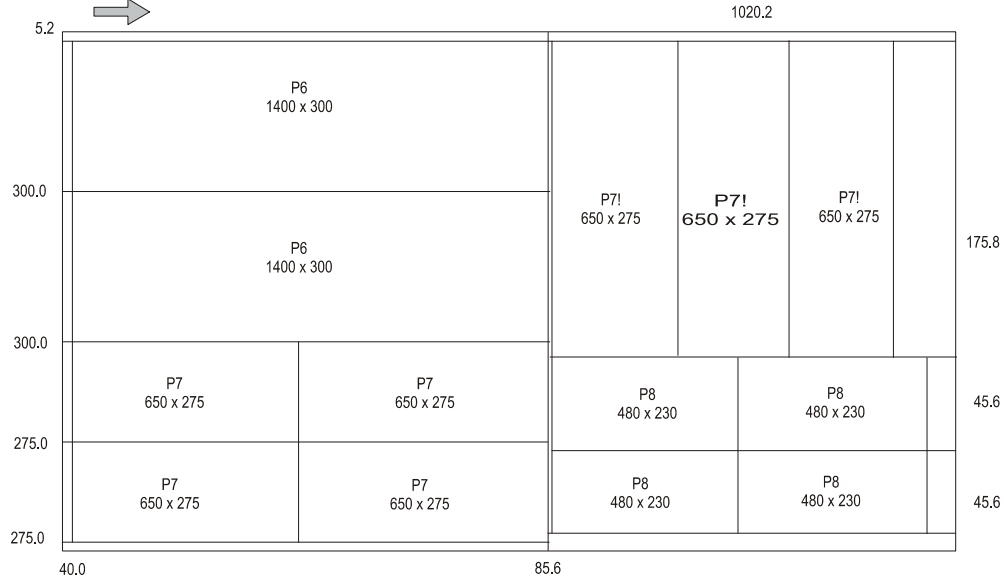 1020.2
5.2
P6
1400 x 300
300.0
P7!
650 x 275
P7!
650 x 275
P7!
650 x 275
175.8
P6
1400 x 300
300.0
P7
650 x 275
P7
650 x 275
P8
480 x 230
P8
480 x 230
45.6
275.0
P7
650 x 275
P7
650 x 275
P8
480 x 230
P8
480 x 230
45.6
275.0
40.0
85.6